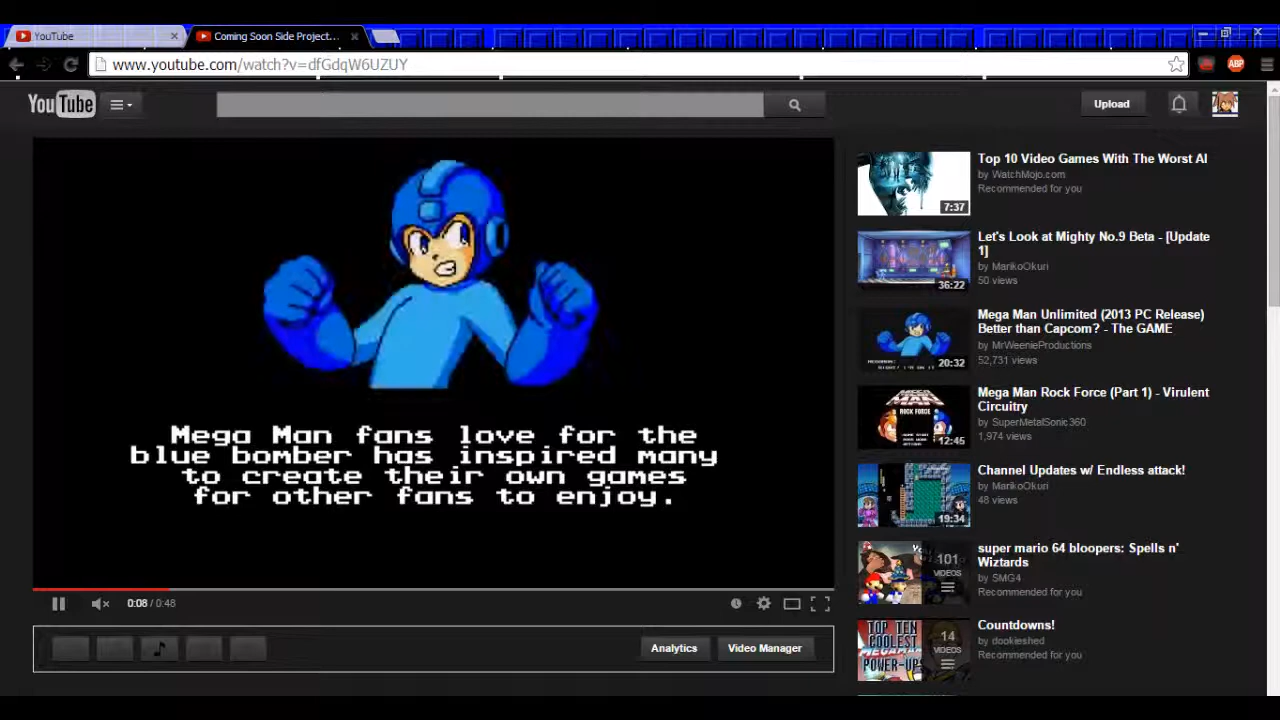 YouTube
Coming Soon Side Project...
www.youtube.com/watch?v=dfGdqW6UZUY
ABP
YouTube
Upload
Mega Man fans love for the
blue bomber has inspired many
to create their own games
for other fans to enjoy.
0:08 / 0:48
Analytics
Video Manager
7:37
Top 10 Video Games With The Worst AI
by WatchMojo.com
Recommended for you
36:22
Let's Look at Mighty No.9 Beta - [Update
1]
by MarikoOkuri
50 views
20:32
Mega Man Unlimited (2013 PC Release)
Better than Capcom? - The GAME
by MrWeenieProductions
52,731 views
MAN
ROCK FORCE
12:45
Mega Man Rock Force (Part 1) - Virulent
Circuitry
by SuperMetalSonic360
1,974 views
19:34
Channel Updates w/ Endless attack!
by MarikoOkuri
48 views
101
VIDEOS
super mario 64 bloopers: Spells n'
Wiztards
by SMG4
Recommended for you
TOP TEN
COOLEST
MEGAMAN
POWER-UPS
14
VIDEOS
Countdowns!
by dookieshed
Recommended for you